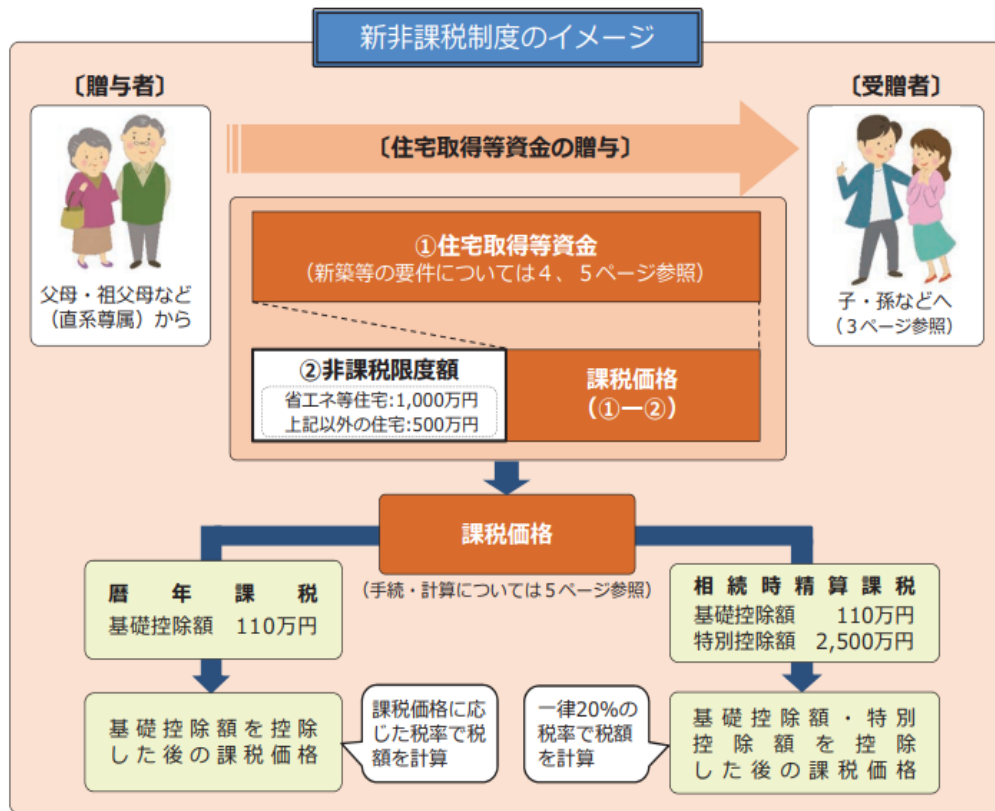 新非課税制度のイメージ
〔贈与者〕
〔受贈者〕
〔住宅取得等資金の贈与〕
父母・祖父母など
(直系尊属)から
子・孫などへ
(3ページ参照)
①住宅取得等資金
(新築等の要件については4、5ページ参照)
②非課税限度額
省エネ等住宅:1,000万円
上記以外の住宅:500万円
課税価格
(①ー②)
課税価格
(手続・計算については5ページ参照)
暦年課税
基礎控除額 110万円
相続時精算課税
基礎控除額 110万円
特別控除額 2,500万円
基礎控除額を控除
した後の課税価格
課税価格に応
じた税率で税
額を計算
一律20%の
税率で税額
を計算
基礎控除額・特別
控除額を控除
した後の課税価格